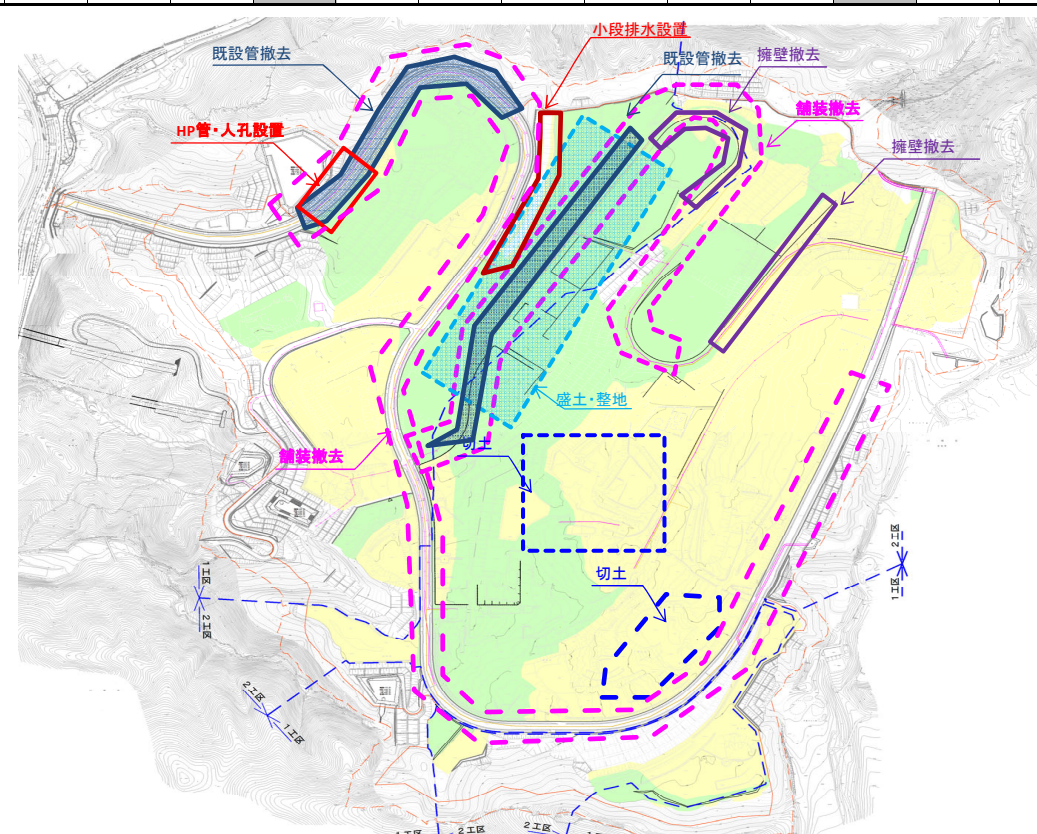 小段排水設置
既設管撤去
既設管撤去
擁壁撤去
舗装撤去
HP管・人孔設置
擁壁撤去
盛土・整地
切土
舗装撤去
切土
2工区
1工区
1工区
2工区
2工区
1工区
1工区
2工区
2工区
1工区